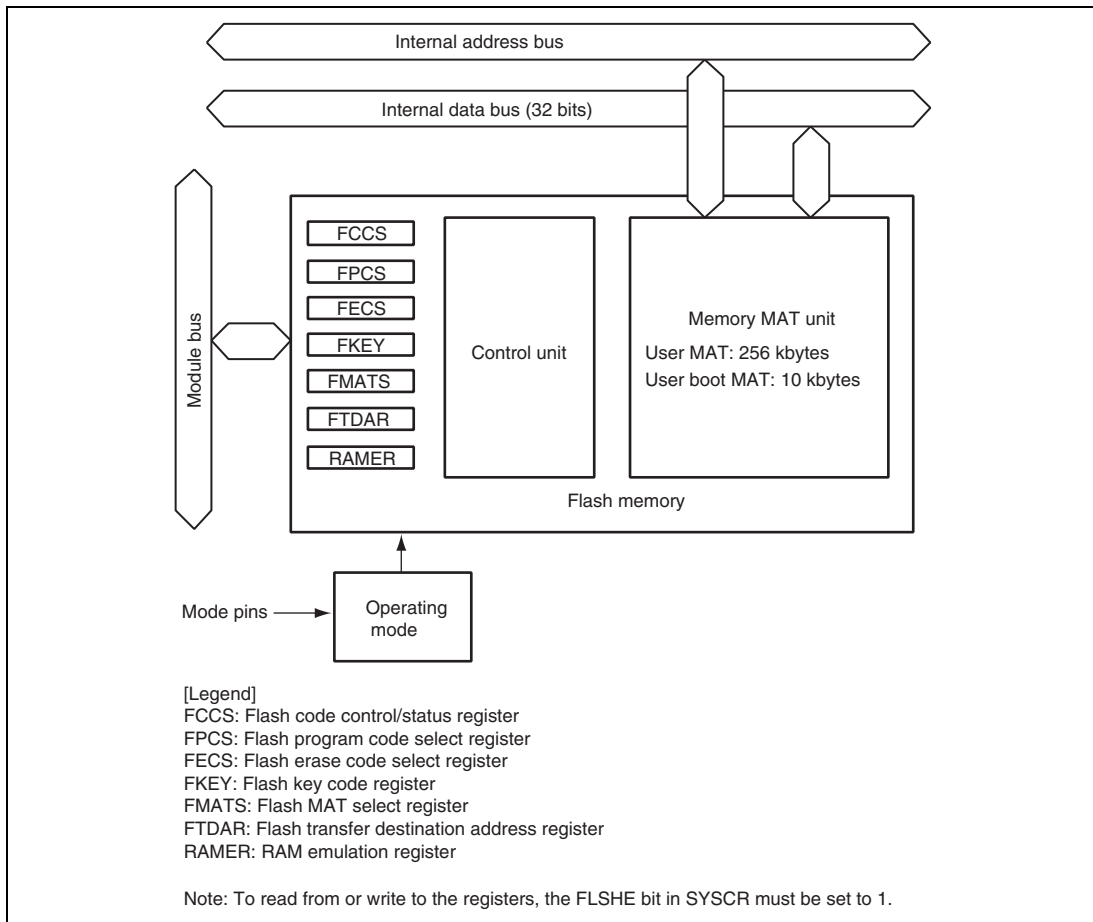 Internal address bus
Internal data bus (32 bits)
Module bus
FCCS
FPCS
FECS
FKEY
FMATS
FTDAR
RAMER
Control unit
Memory MAT unit
User MAT: 256 kbytes
User boot MAT: 10 kbytes
Flash memory
Mode pins
Operating
mode
[Legend]
FCCS: Flash code control/status register
FPCS: Flash program code select register
FECS: Flash erase code select register
FKEY: Flash key code register
FMATS: Flash MAT select register
FTDAR: Flash transfer destination address register
RAMER: RAM emulation register
Note: To read from or write to the registers, the FLSHE bit in SYSCR must be set to 1.